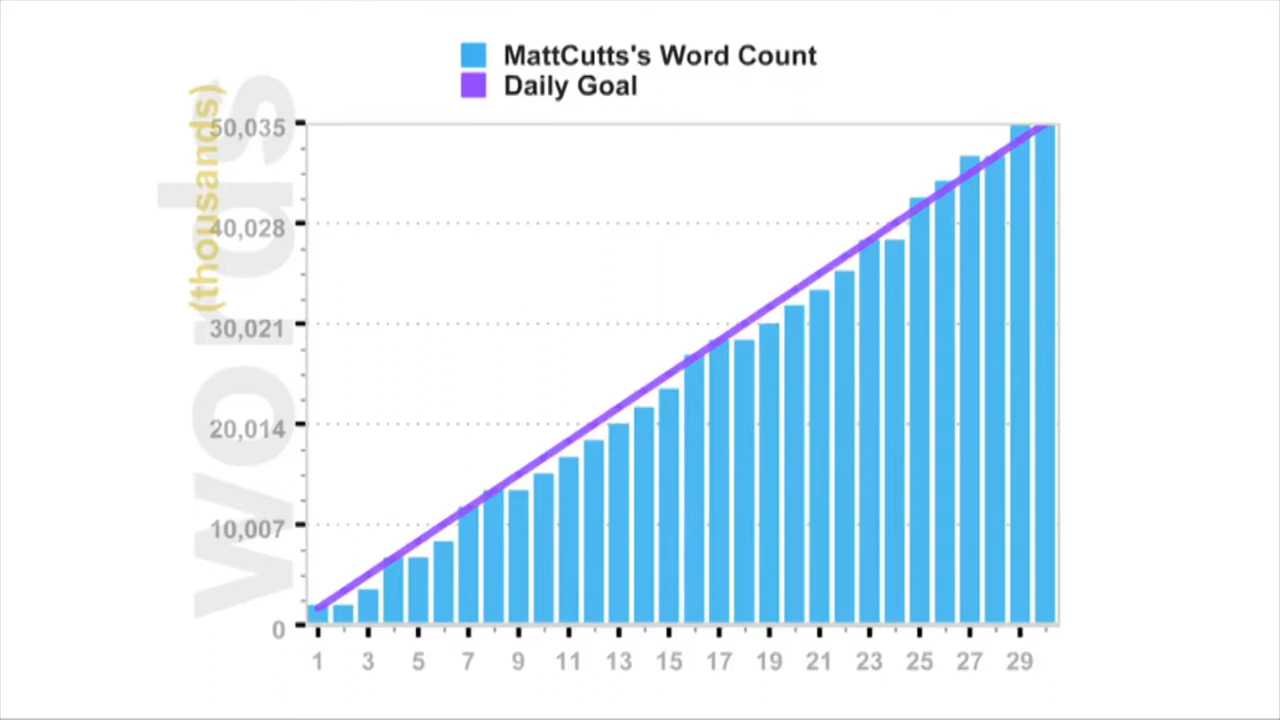 MattCutts's Word Count
Daily Goal
words
(thousands)
50,035
40,028
30,021
20,014
10,007
0
1 3 5 7 9 11 13 15 17 19 21 23 25 27 29